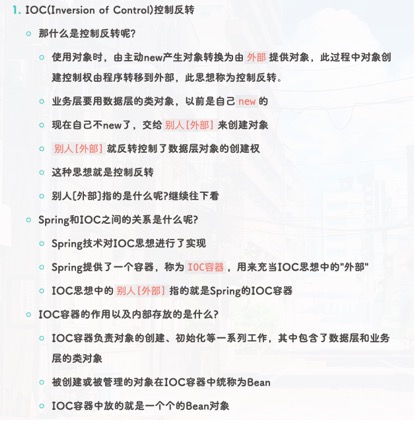 1. IOC(Inversion of Control)控制反转
那什么是控制反转呢?
使用对象时，由主动new产生对象转换为由 外部 提供对象，此过程中对象创
建控制权由程序转移到外部，此思想称为控制反转。
业务层要用数据层的类对象，以前是自己 new 的
现在自己不new了，交给 别人[外部] 来创建对象
别人[外部] 就反转控制了数据层对象的创建权
这种思想就是控制反转
别人[外部]指的是什么呢?继续往下看
Spring和IOC之间的关系是什么呢?
Spring技术对IOC思想进行了实现
Spring提供了一个容器，称为 IOC容器 ，用来充当IOC思想中的"外部"
IOC思想中的 别人[外部] 指的就是Spring的IOC容器
IOC容器的作用以及内部存放的是什么?
IOC容器负责对象的创建、初始化等一系列工作，其中包含了数据层和业务
层的类对象
被创建或被管理的对象在IOC容器中统称为Bean
IOC容器中放的就是一个个的Bean对象